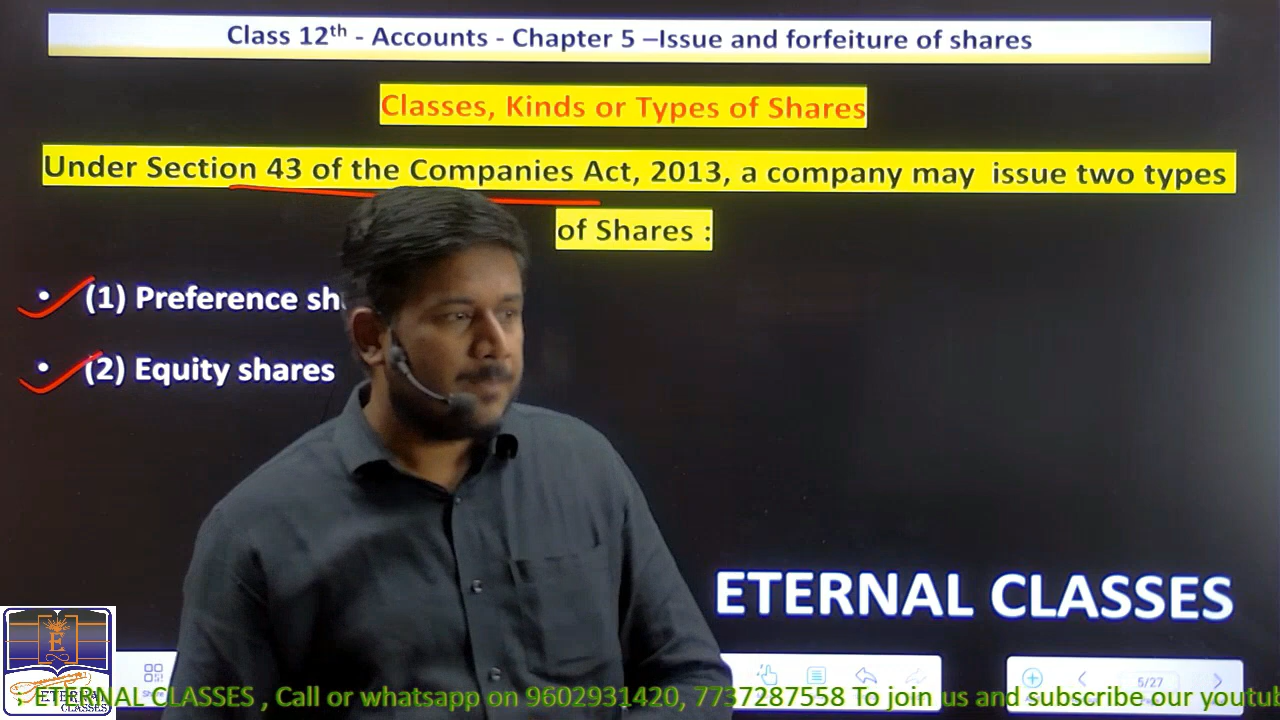 Class 12th - Accounts - Chapter 5 –Issue and forfeiture of shares
Classes, Kinds or Types of Shares
Under Section 43 of the Companies Act, 2013, a company may issue two types
of Shares :
• (1) Preference sh
• (2) Equity shares
ETERNAL CLASSES
E
CLASSES
5/27
: ETERNAL CLASSES , Call or whatsapp on 9602931420, 7737287558 To join us and subscribe our youtu